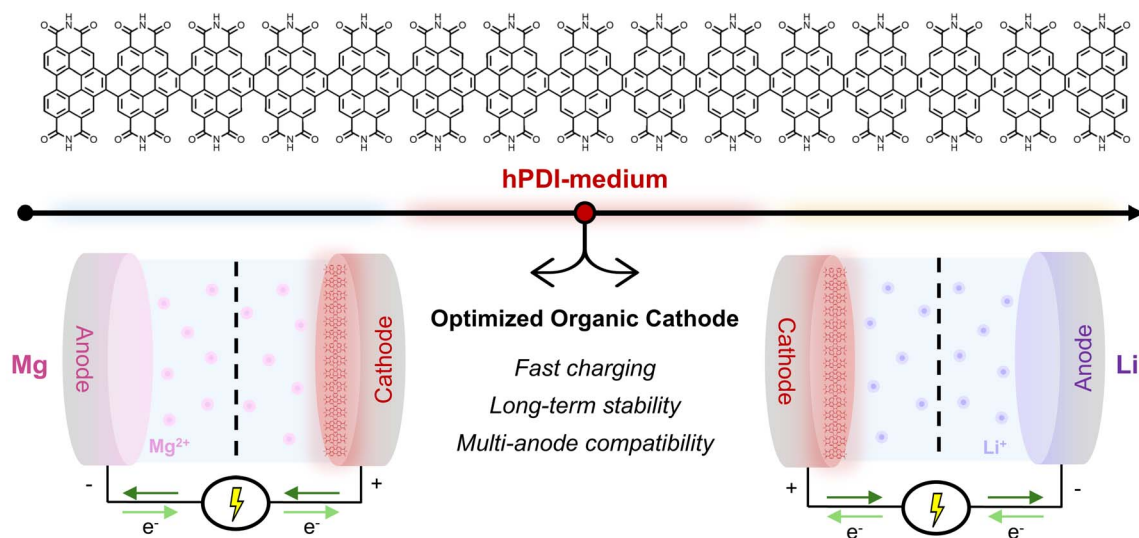 H H H H H H H H H H H H H H H
O N O O N O O N O O N O O N O O N O O N O O N O O N O O N O O N O O N O O N O O N O O N O
O N O O N O O N O O N O O N O O N O O N O O N O O N O O N O O N O O N O O N O O N O O N O
H H H H H H H H H H H H H H H
hPDI-medium
Mg
Anode
Cathode
Mg²⁺
-
+
e⁻
e⁻
Optimized Organic Cathode
Fast charging
Long-term stability
Multi-anode compatibility
Cathode
Anode
Li
Li⁺
+
-
e⁻
e⁻